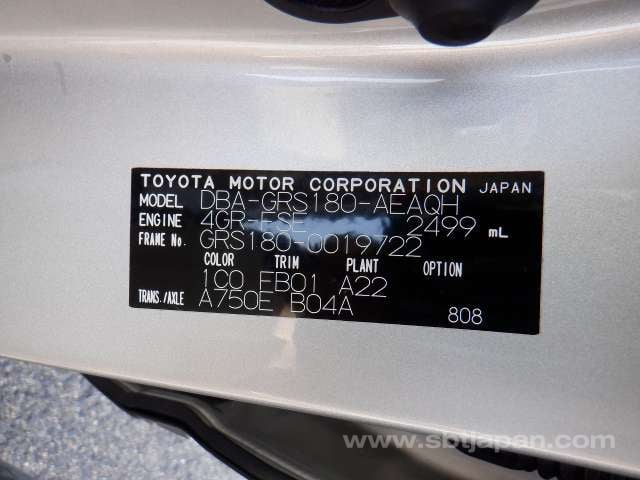 TOYOTA MOTOR CORPORATION JAPAN
MODEL DBA-GRS180-AEAQH
ENGINE 4GR-FSE 2499 mL
FRAME No. GRS180-0019722
COLOR TRIM PLANT OPTION
1C0 FB01 A22
TRANS./AXLE A750E B04A
808
www.sbtjapan.com